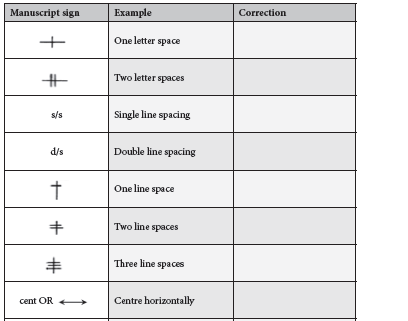 Manuscript sign Example Correction
One letter space
Two letter spaces
s/s Single line spacing
d/s Double line spacing
One line space
Two line spaces
Three line spaces
cent OR ⟷ Centre horizontally